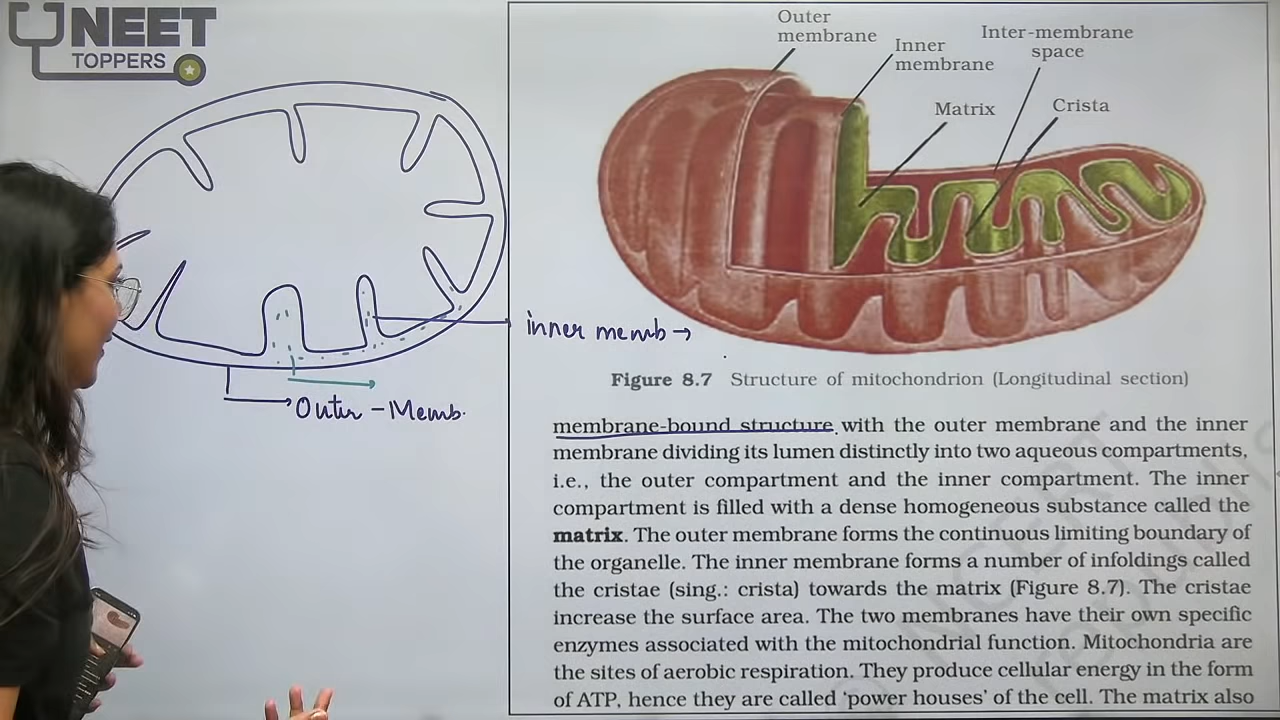 NEET
TOPPERS
Outer
membrane
Inner
membrane
Inter-membrane
space
Matrix
Crista
inner memb →
Outer - Memb.
Figure 8.7 Structure of mitochondrion (Longitudinal section)
membrane-bound structure with the outer membrane and the inner
membrane dividing its lumen distinctly into two aqueous compartments,
i.e., the outer compartment and the inner compartment. The inner
compartment is filled with a dense homogeneous substance called the
matrix. The outer membrane forms the continuous limiting boundary of
the organelle. The inner membrane forms a number of infoldings called
the cristae (sing.: crista) towards the matrix (Figure 8.7). The cristae
increase the surface area. The two membranes have their own specific
enzymes associated with the mitochondrial function. Mitochondria are
the sites of aerobic respiration. They produce cellular energy in the form
of ATP, hence they are called 'power houses' of the cell. The matrix also